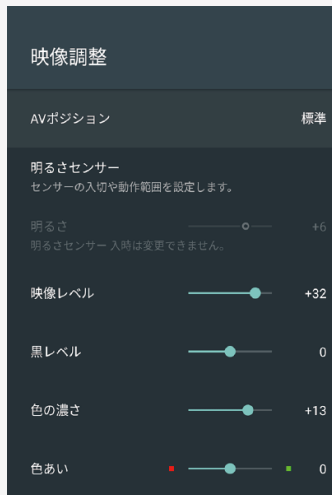 映像調整
AVポジション 標準
明るさセンサー
センサーの入切や動作範囲を設定します。
明るさ +6
明るさセンサー 入時は変更できません。
映像レベル +32
黒レベル 0
色の濃さ +13
色あい 0